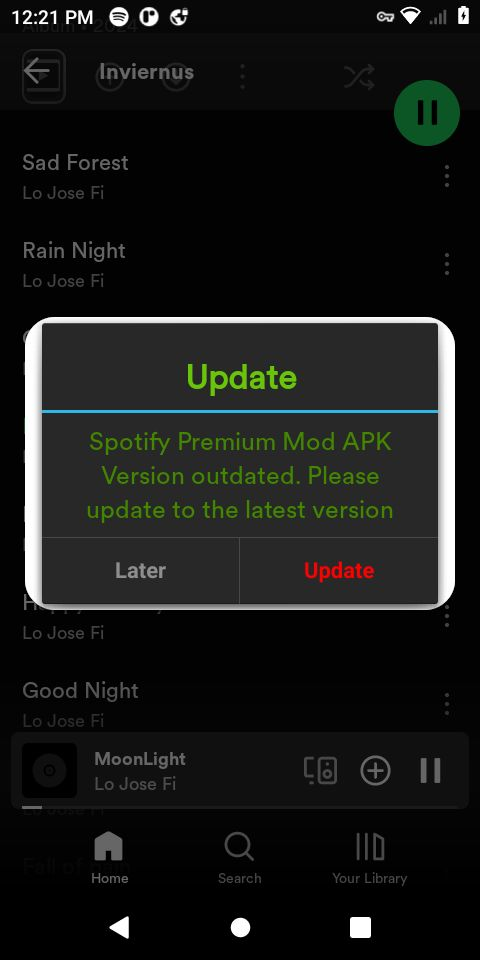 12:21 PM
Album • 2024
Inviernus
Sad Forest
Lo Jose Fi
Rain Night
Lo Jose Fi
Update
Spotify Premium Mod APK
Version outdated. Please
update to the latest version
Later
Update
Lo Jose Fi
Good Night
Lo Jose Fi
MoonLight
Lo Jose Fi
Lo Jose Fi
Fall of pain
Home
Search
Your Library